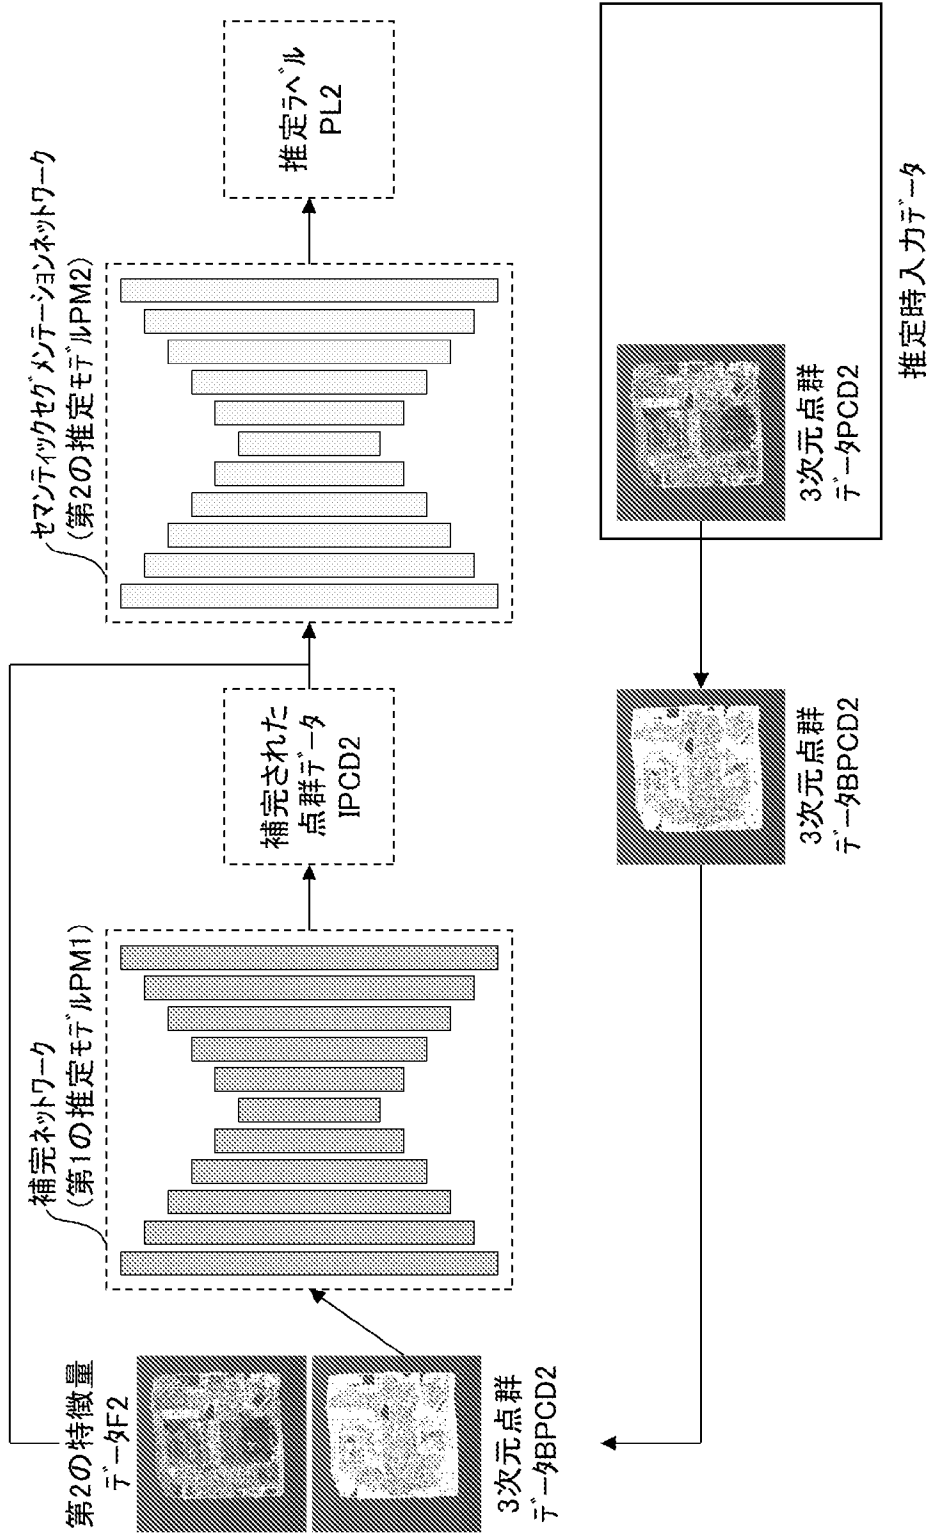 第2の特徴量
データF2
3次元点群
データBPCD2
補完ネットワーク
(第1の推定モデルPM1)
補完された
点群データ
IPCD2
セマンティックセグメンテーションネットワーク
(第2の推定モデルPM2)
推定ラベル
PL2
3次元点群
データBPCD2
3次元点群
データPCD2
推定時入力データ